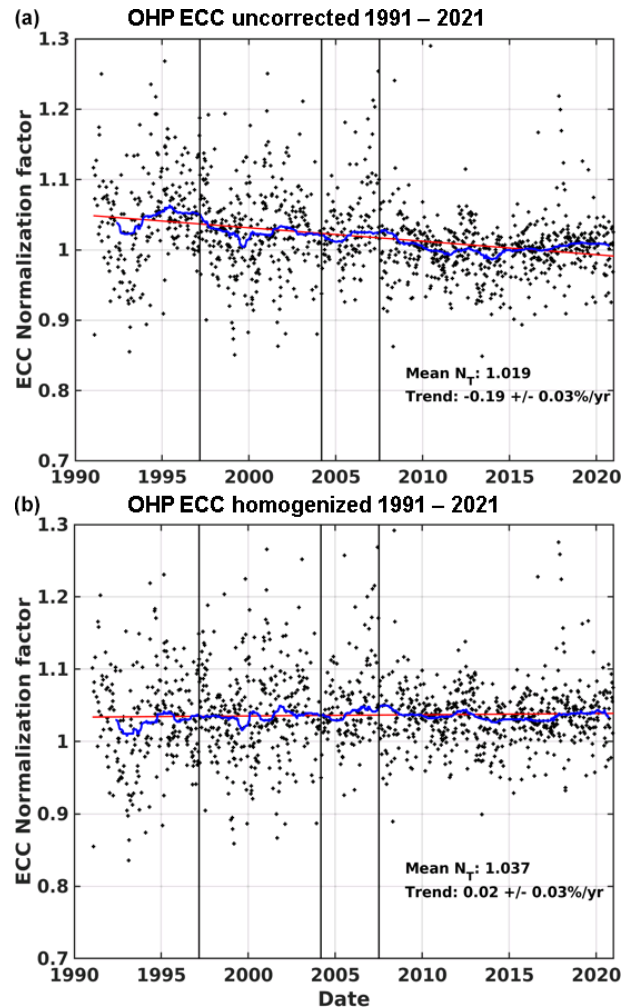 (a) OHP ECC uncorrected 1991 – 2021
1.3
1.2
1.1
1
0.9
0.8
0.7
ECC Normalization factor
Mean N_T: 1.019
Trend: -0.19 +/- 0.03%/yr
1990 1995 2000 2005 2010 2015 2020
(b) OHP ECC homogenized 1991 – 2021
1.3
1.2
1.1
1
0.9
0.8
0.7
ECC Normalization factor
Mean N_T: 1.037
Trend: 0.02 +/- 0.03%/yr
1990 1995 2000 2005 2010 2015 2020
Date